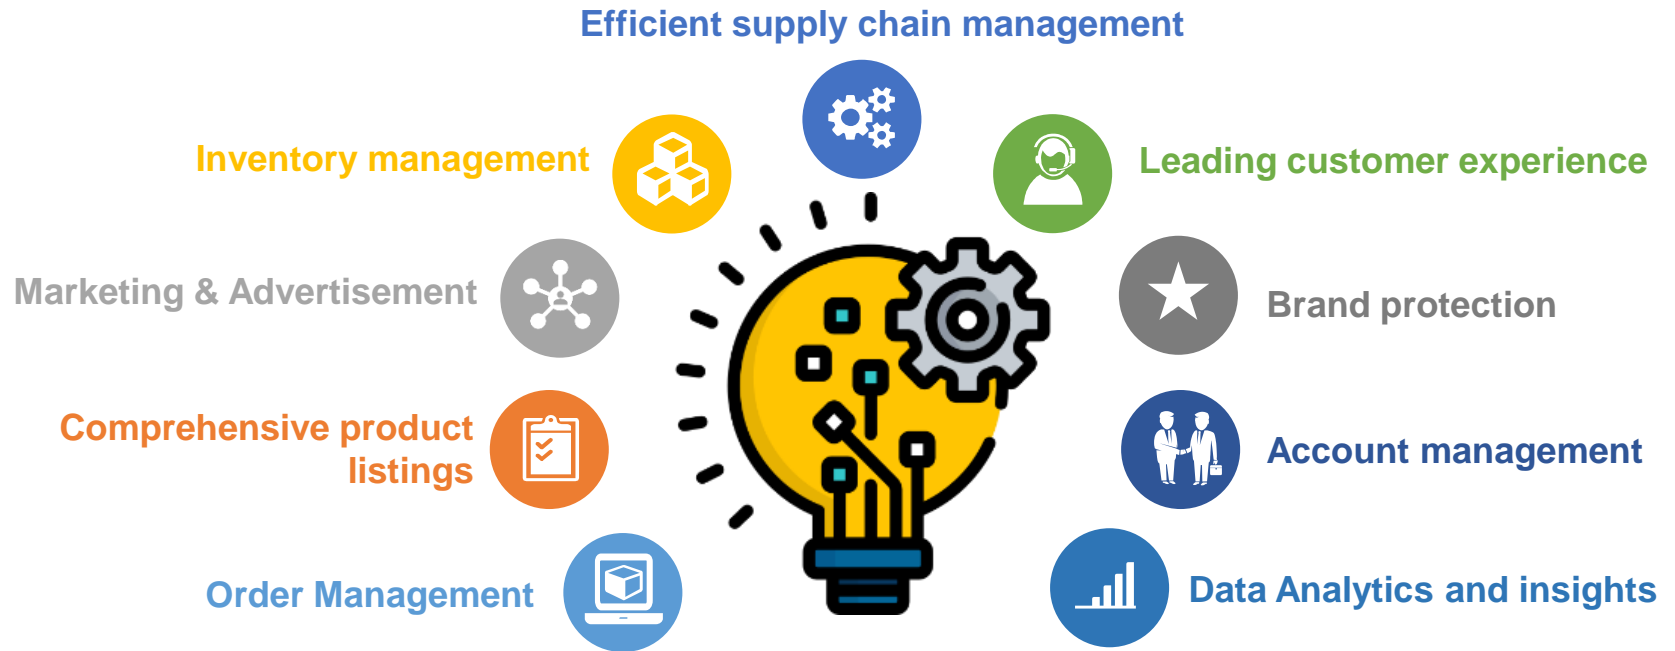 Efficient supply chain management
Inventory management
Leading customer experience
Marketing & Advertisement
Brand protection
Comprehensive product
listings
Account management
Order Management
Data Analytics and insights